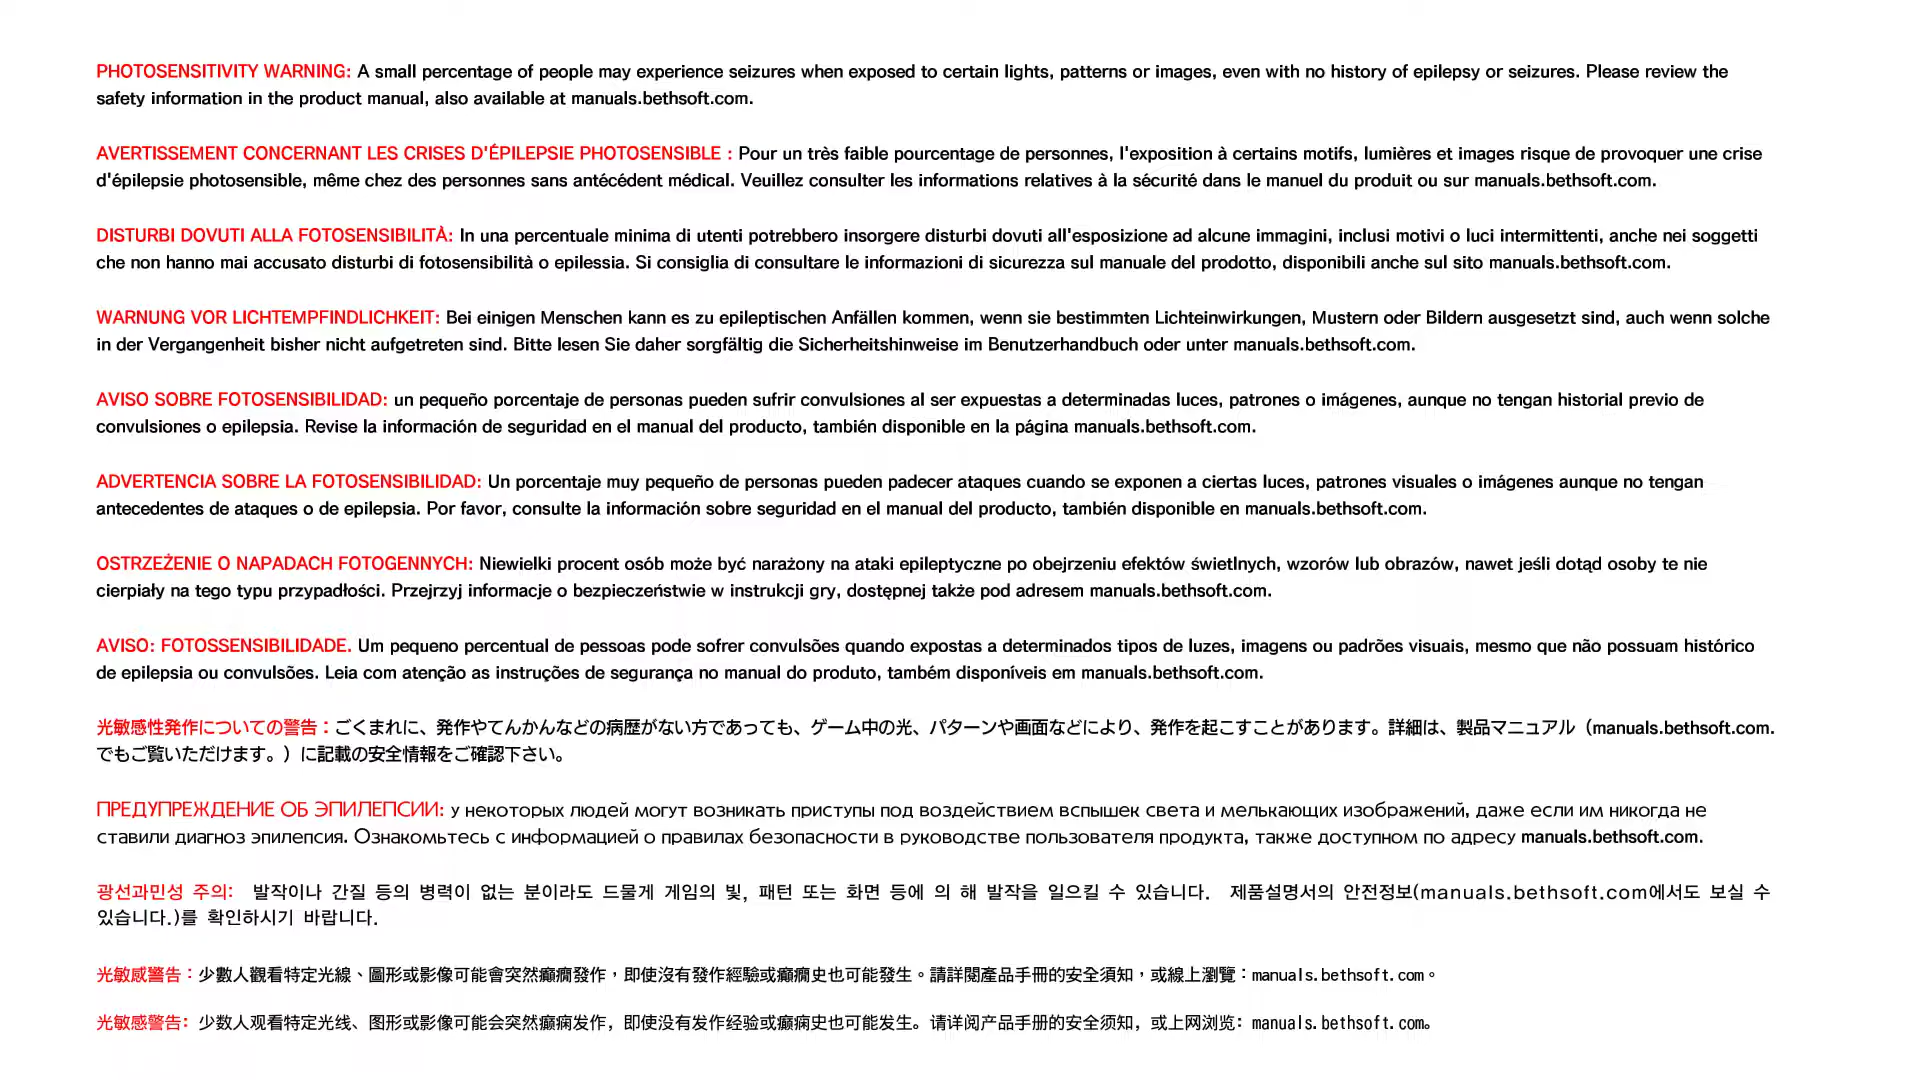 PHOTOSENSITIVITY WARNING: A small percentage of people may experience seizures when exposed to certain lights, patterns or images, even with no history of epilepsy or seizures. Please review the
safety information in the product manual, also available at manuals.bethsoft.com.
AVERTISSEMENT CONCERNANT LES CRISES D'ÉPILEPSIE PHOTOSENSIBLE : Pour un très faible pourcentage de personnes, l'exposition à certains motifs, lumières et images risque de provoquer une crise
d'épilepsie photosensible, même chez des personnes sans antécédent médical. Veuillez consulter les informations relatives à la sécurité dans le manuel du produit ou sur manuals.bethsoft.com.
DISTURBI DOVUTI ALLA FOTOSENSIBILITÀ: In una percentuale minima di utenti potrebbero insorgere disturbi dovuti all'esposizione ad alcune immagini, inclusi motivi o luci intermittenti, anche nei soggetti
che non hanno mai accusato disturbi di fotosensibilità o epilessia. Si consiglia di consultare le informazioni di sicurezza sul manuale del prodotto, disponibili anche sul sito manuals.bethsoft.com.
WARNUNG VOR LICHTEMPFINDLICHKEIT: Bei einigen Menschen kann es zu epileptischen Anfällen kommen, wenn sie bestimmten Lichteinwirkungen, Mustern oder Bildern ausgesetzt sind, auch wenn solche
in der Vergangenheit bisher nicht aufgetreten sind. Bitte lesen Sie daher sorgfältig die Sicherheitshinweise im Benutzerhandbuch oder unter manuals.bethsoft.com.
AVISO SOBRE FOTOSENSIBILIDAD: un pequeño porcentaje de personas pueden sufrir convulsiones al ser expuestas a determinadas luces, patrones o imágenes, aunque no tengan historial previo de
convulsiones o epilepsia. Revise la información de seguridad en el manual del producto, también disponible en la página manuals.bethsoft.com.
ADVERTENCIA SOBRE LA FOTOSENSIBILIDAD: Un porcentaje muy pequeño de personas pueden padecer ataques cuando se exponen a ciertas luces, patrones visuales o imágenes aunque no tengan
antecedentes de ataques o de epilepsia. Por favor, consulte la información sobre seguridad en el manual del producto, también disponible en manuals.bethsoft.com.
OSTRZEŻENIE O NAPADACH FOTOGENNYCH: Niewielki procent osób może być narażony na ataki epileptyczne po obejrzeniu efektów świetlnych, wzorów lub obrazów, nawet jeśli dotąd osoby te nie
cierpiały na tego typu przypadłości. Przejrzyj informacje o bezpieczeństwie w instrukcji gry, dostępnej także pod adresem manuals.bethsoft.com.
AVISO: FOTOSSENSIBILIDADE. Um pequeno percentual de pessoas pode sofrer convulsões quando expostas a determinados tipos de luzes, imagens ou padrões visuais, mesmo que não possuam histórico
de epilepsia ou convulsões. Leia com atenção as instruções de segurança no manual do produto, também disponíveis em manuals.bethsoft.com.
光敏感性発作についての警告：ごくまれに、発作やてんかんなどの病歴がない方であっても、ゲーム中の光、パターンや画面などにより、発作を起こすことがあります。詳細は、製品マニュアル（manuals.bethsoft.com.
でもご覧いただけます。）に記載の安全情報をご確認下さい。
ПРЕДУПРЕЖДЕНИЕ ОБ ЭПИЛЕПСИИ: у некоторых людей могут возникать приступы под воздействием вспышек света и мелькающих изображений, даже если им никогда не
ставили диагноз эпилепсия. Ознакомьтесь с информацией о правилах безопасности в руководстве пользователя продукта, также доступном по адресу manuals.bethsoft.com.
광선과민성 주의: 발작이나 간질 등의 병력이 없는 분이라도 드물게 게임의 빛, 패턴 또는 화면 등에 의 해 발작을 일으킬 수 있습니다. 제품설명서의 안전정보(manuals.bethsoft.com에서도 보실 수
있습니다.)를 확인하시기 바랍니다.
光敏感警告：少數人觀看特定光線、圖形或影像可能會突然癲癇發作，即使沒有發作經驗或癲癇史也可能發生。請詳閱產品手冊的安全須知，或線上瀏覽：manuals.bethsoft.com。
光敏感警告：少数人观看特定光线、图形或影像可能会突然癫痫发作，即使没有发作经验或癫痫史也可能发生。请详阅产品手册的安全须知，或上网浏览：manuals.bethsoft.com。